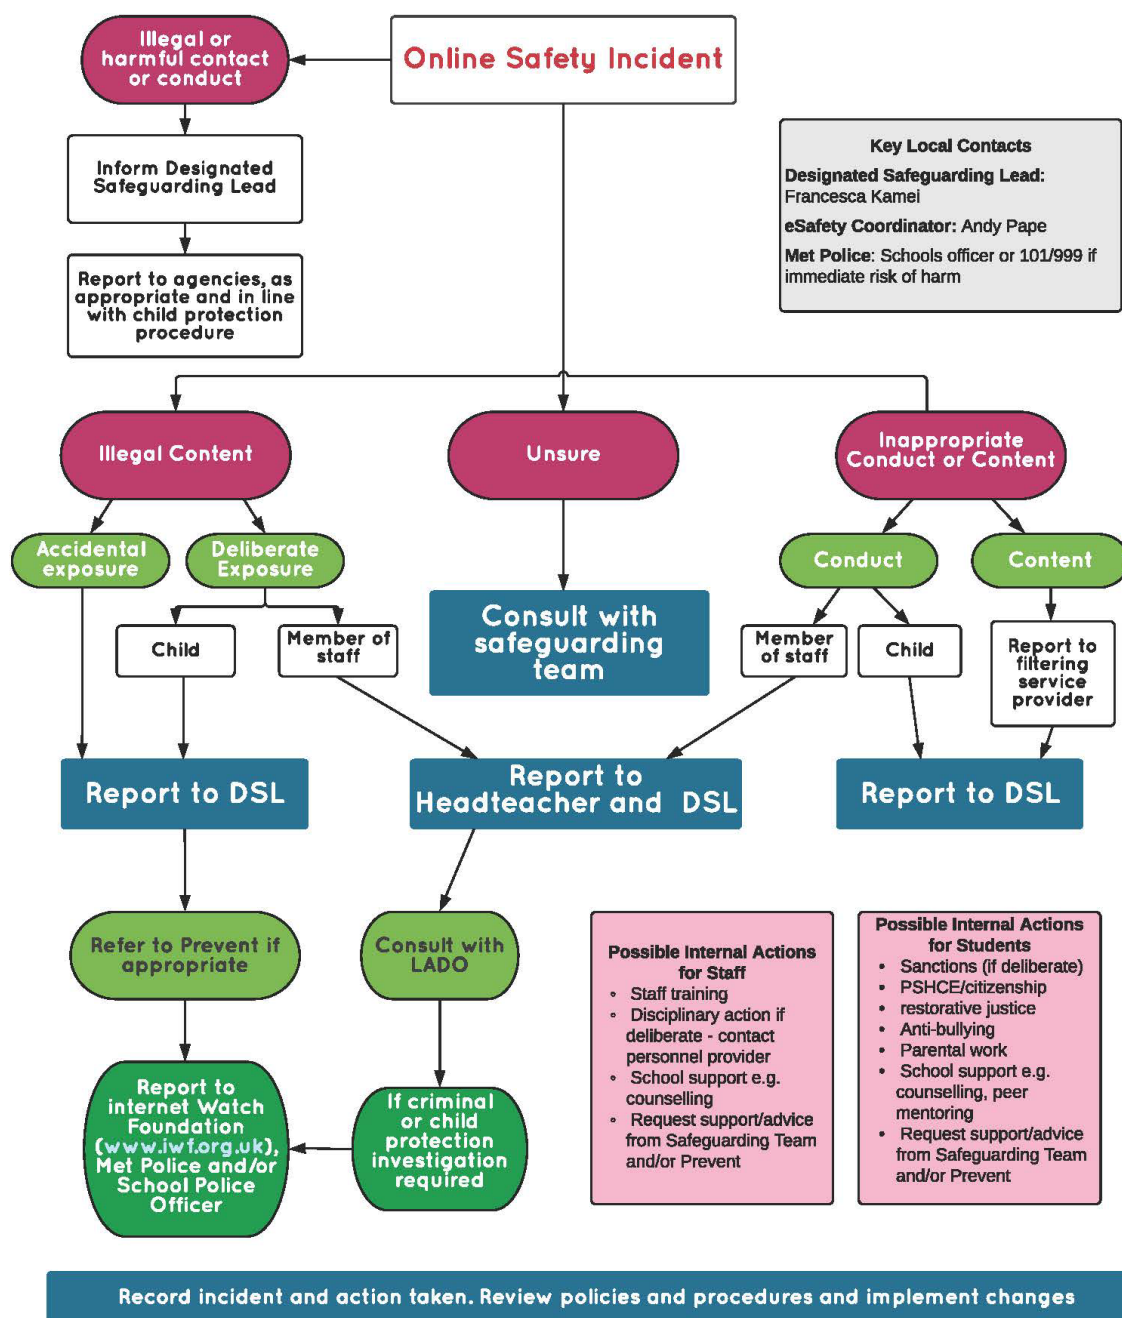 Illegal or
harmful contact
or conduct
Online Safety Incident
Inform Designated
Safeguarding Lead
Report to agencies, as
appropriate and in line
with child protection
procedure
Key Local Contacts
Designated Safeguarding Lead:
Francesca Kamei
eSafety Coordinator: Andy Pape
Met Police: Schools officer or 101/999 if
immediate risk of harm
Illegal Content
Unsure
Inappropriate
Conduct or Content
Accidental
exposure
Deliberate
Exposure
Conduct
Content
Child
Member of
staff
Consult with
safeguarding
team
Member
of staff
Child
Report to
filtering
service
provider
Report to DSL
Report to
Headteacher and DSL
Report to DSL
Refer to Prevent if
appropriate
Consult with
LADO
Possible Internal Actions
for Staff
◦ Staff training
◦ Disciplinary action if
deliberate - contact
personnel provider
◦ School support e.g.
counselling
◦ Request support/advice
from Safeguarding Team
and/or Prevent
Possible Internal Actions
for Students
• Sanctions (if deliberate)
• PSHCE/citizenship
• restorative justice
• Anti-bullying
• Parental work
• School support e.g.
counselling, peer
mentoring
• Request support/advice
from Safeguarding Team
and/or Prevent
Report to
internet Watch
Foundation
(www.iwf.org.uk),
Met Police and/or
School Police
Officer
If criminal
or child
protection
investigation
required
Record incident and action taken. Review policies and procedures and implement changes